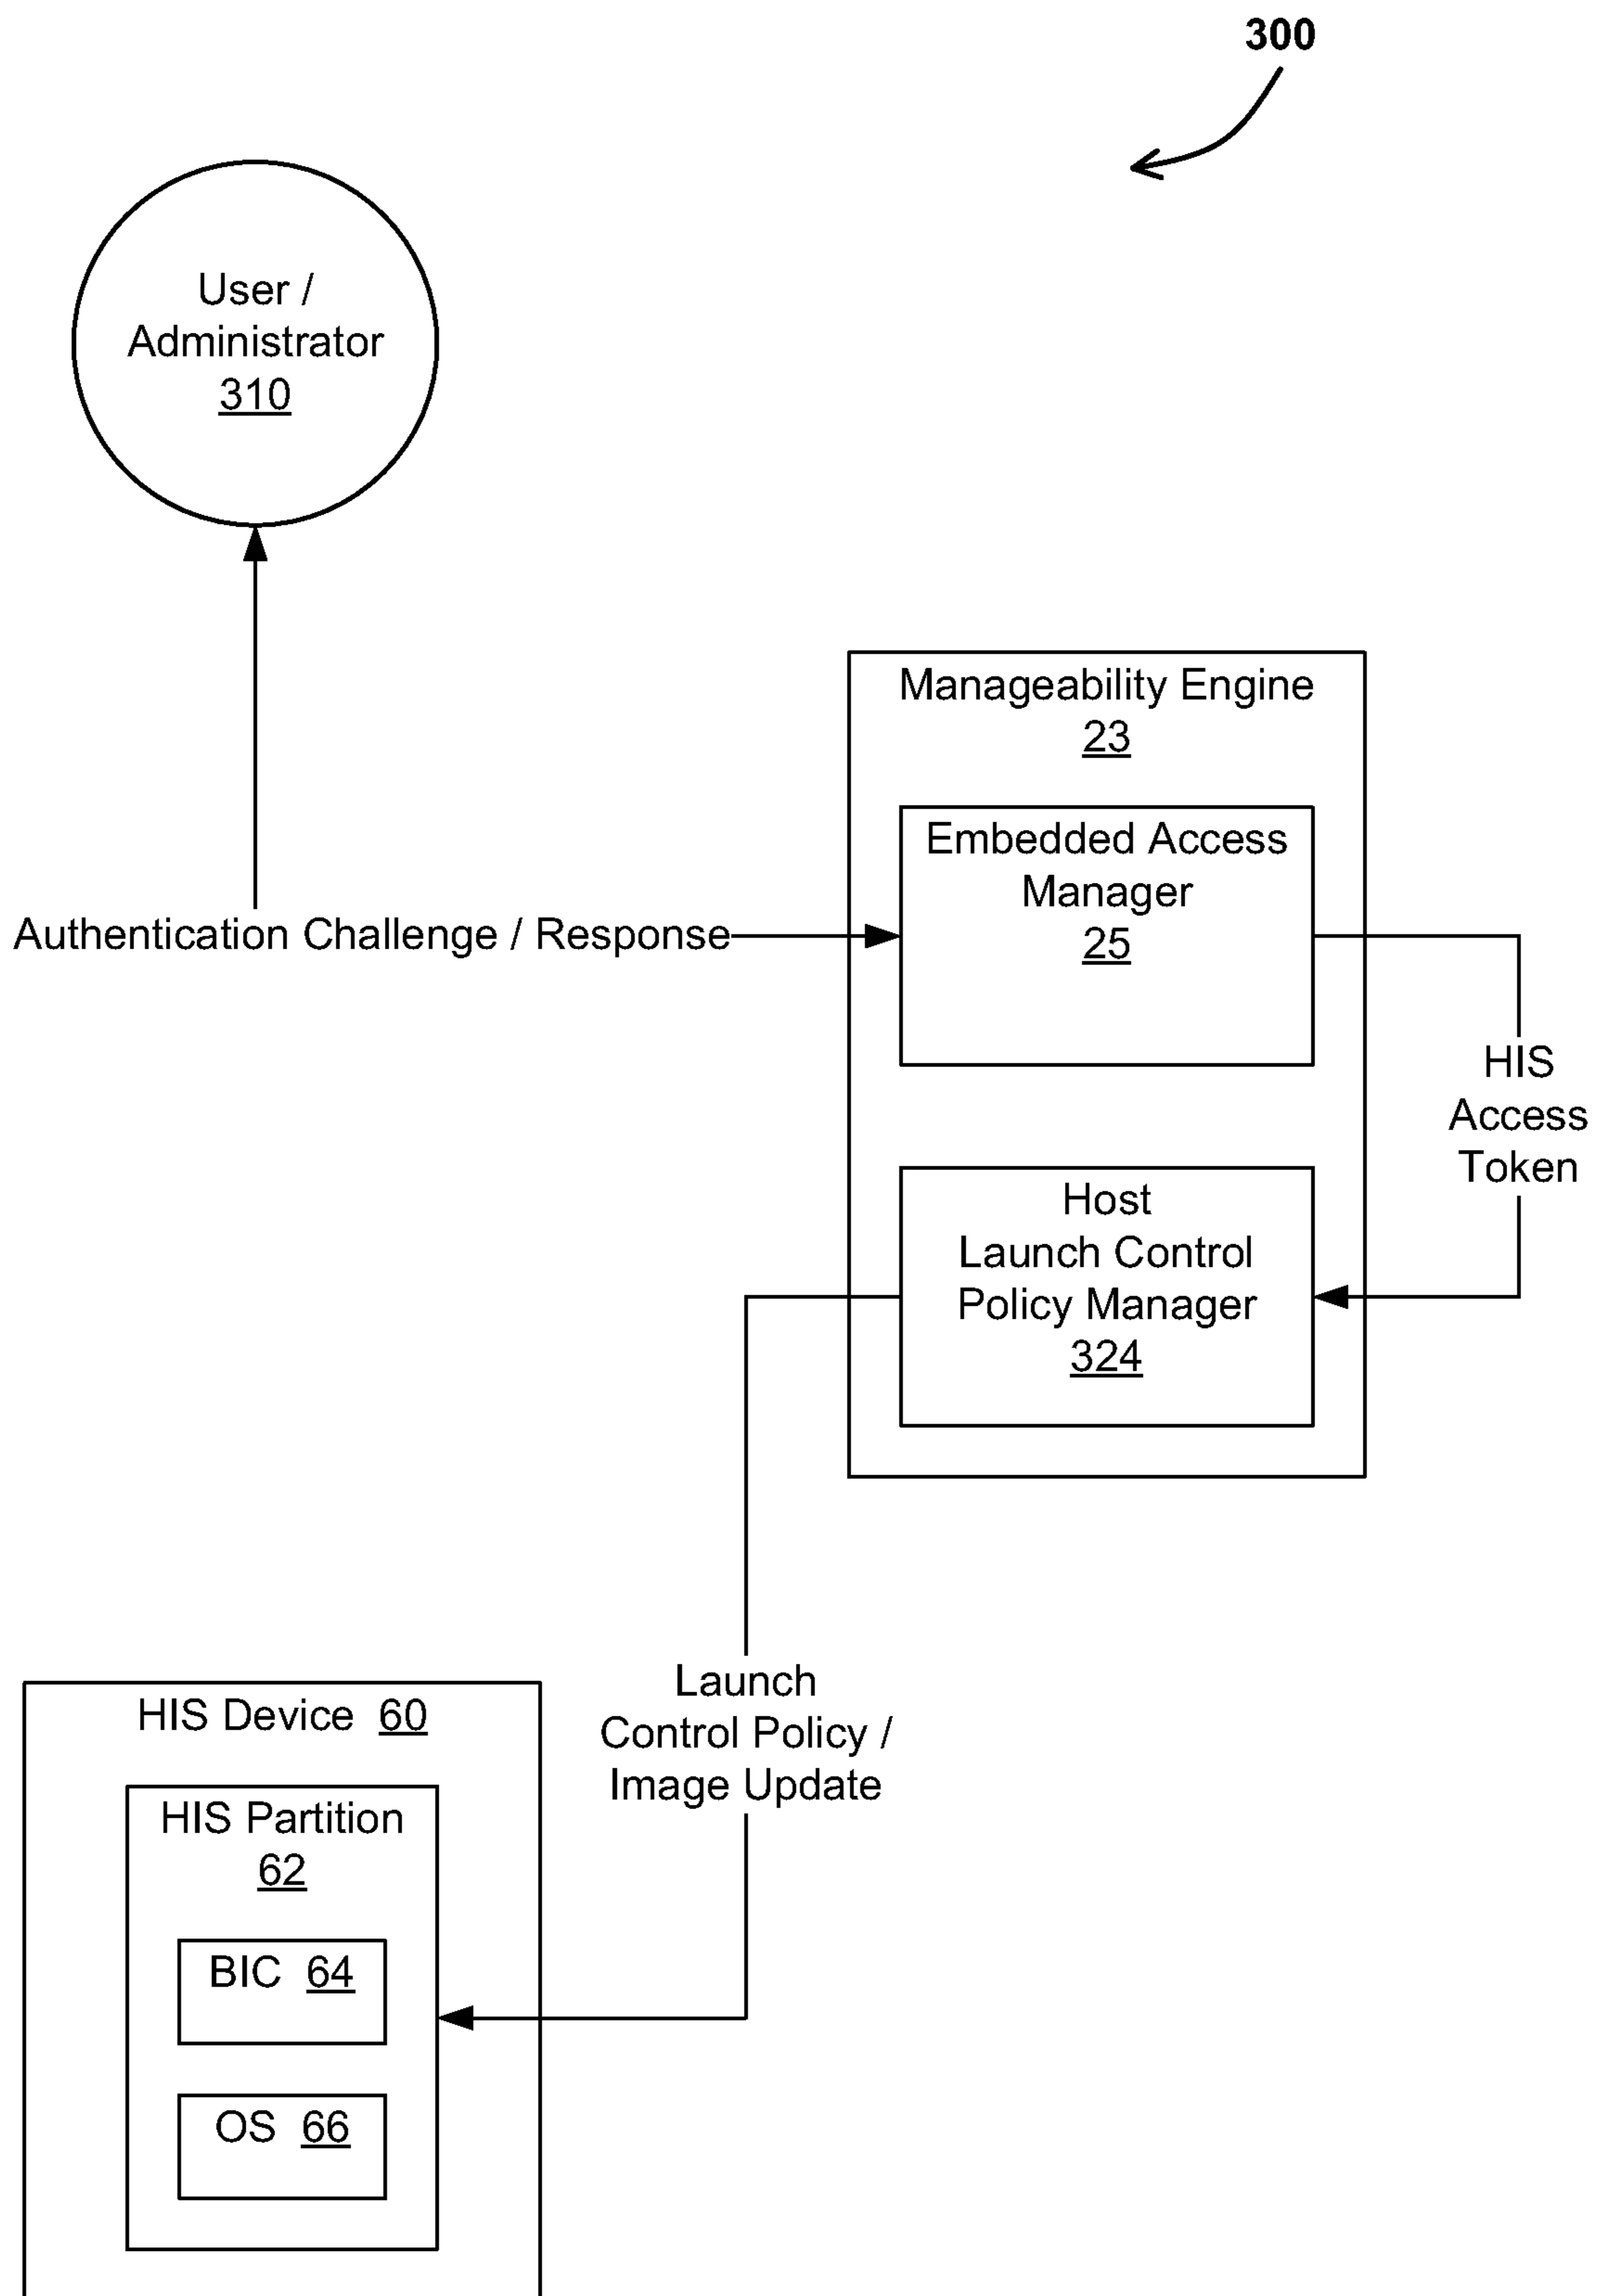 300
User /
Administrator
310
Manageability Engine
23
Embedded Access
Manager
25
Authentication Challenge / Response
HIS
Access
Token
Host
Launch Control
Policy Manager
324
Launch
Control Policy /
Image Update
HIS Device 60
HIS Partition
62
BIC 64
OS 66